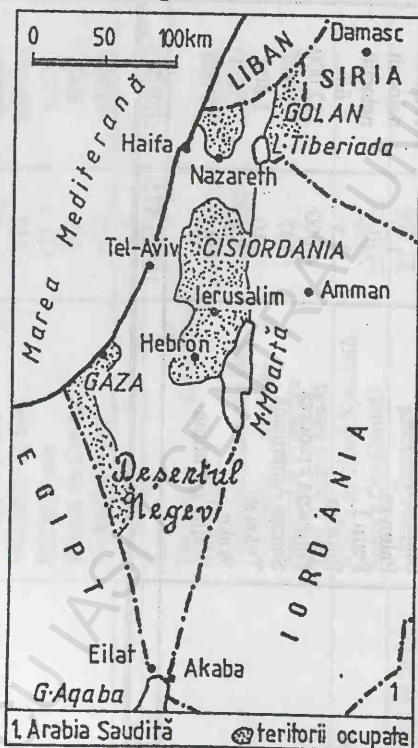 0 50 100km
Damasc
LIBAN
SIRIA
GOLAN
Haifa
L. Tiberiada
Nazareth
Marea Mediterană
Tel-Aviv
CISIORDANIA
Ierusalim
Amman
Hebron
GAZA
M. Moartă
EGIPT
Deșertul
Negev
IORDANIA
Eilat
Akaba
G. Aqaba
1
1. Arabia Saudită
teritorii ocupate